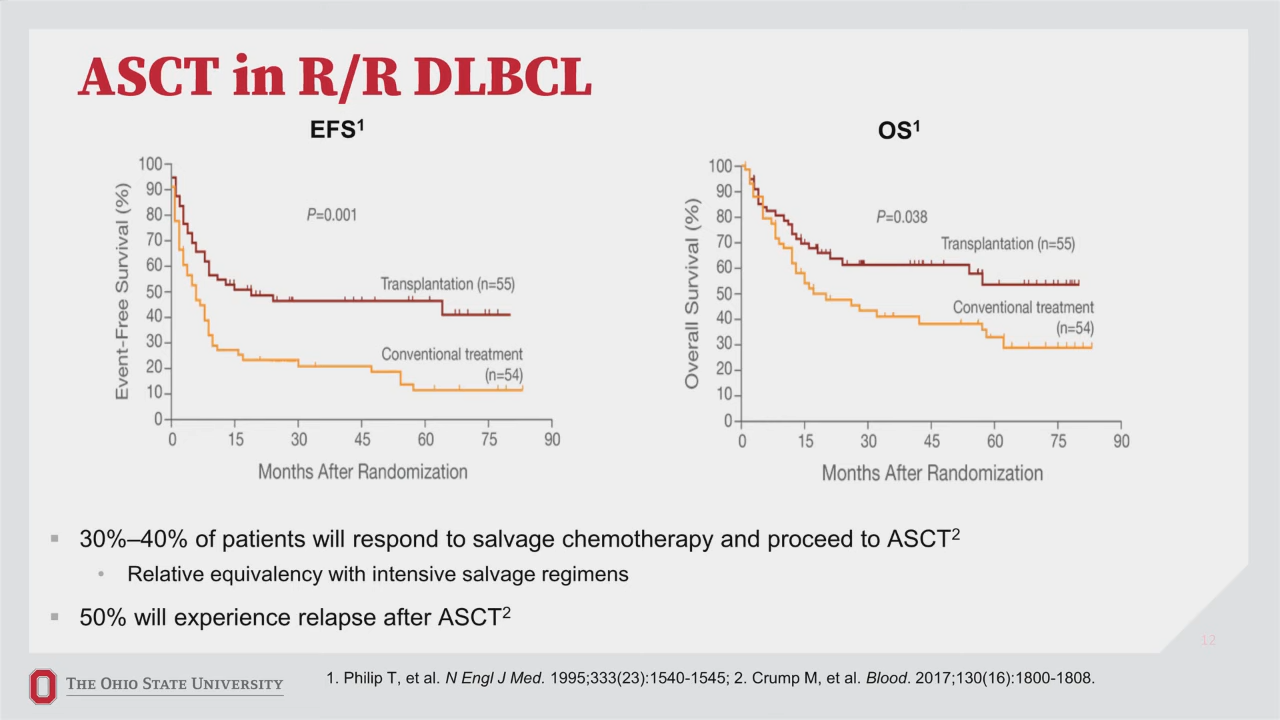 ASCT in R/R DLBCL
EFS1
100
90
80
70
60
50
40
30
20
10
0
Event-Free Survival (%)
P=0.001
Transplantation (n=55)
Conventional treatment
(n=54)
0 15 30 45 60 75 90
Months After Randomization
OS1
100
90
80
70
60
50
40
30
20
10
0
Overall Survival (%)
P=0.038
Transplantation (n=55)
Conventional treatment
(n=54)
0 15 30 45 60 75 90
Months After Randomization
30%–40% of patients will respond to salvage chemotherapy and proceed to ASCT2
Relative equivalency with intensive salvage regimens
50% will experience relapse after ASCT2
12
THE OHIO STATE UNIVERSITY
1. Philip T, et al. N Engl J Med. 1995;333(23):1540-1545; 2. Crump M, et al. Blood. 2017;130(16):1800-1808.